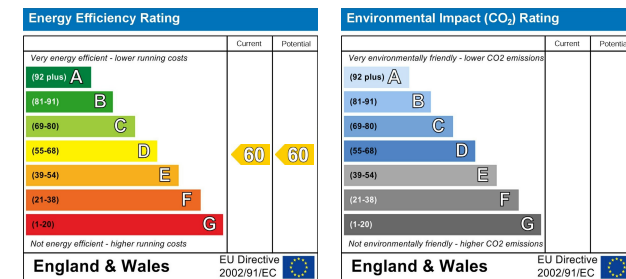 Energy Efficiency Rating
Current Potential
Very energy efficient - lower running costs
(92 plus) A
(81-91) B
(69-80) C
(55-68) D 60 60
(39-54) E
(21-38) F
(1-20) G
Not energy efficient - higher running costs
England & Wales
EU Directive
2002/91/EC
Environmental Impact (CO₂) Rating
Current Potential
Very environmentally friendly - lower CO2 emissions
(92 plus) A
(81-91) B
(69-80) C
(55-68) D
(39-54) E
(21-38) F
(1-20) G
Not environmentally friendly - higher CO2 emissions
England & Wales
EU Directive
2002/91/EC